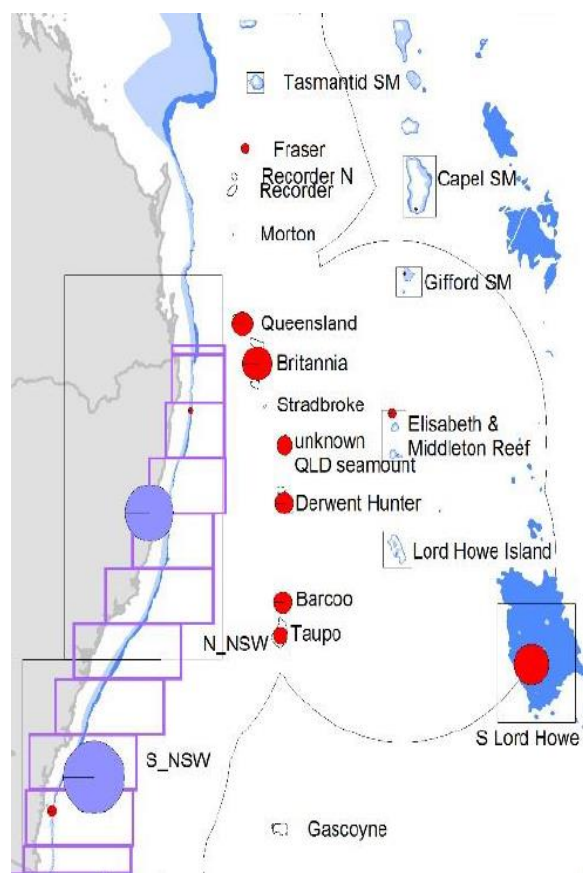 Tasmantid SM
Fraser
Recorder N
Recorder
Capel SM
Morton
Gifford SM
Queensland
Britannia
Stradbroke
Elisabeth &
Middleton Reef
unknown
QLD seamount
Derwent Hunter
Lord Howe Island
Barcoo
Taupo
N_NSW
S Lord Howe
S_NSW
Gascoyne